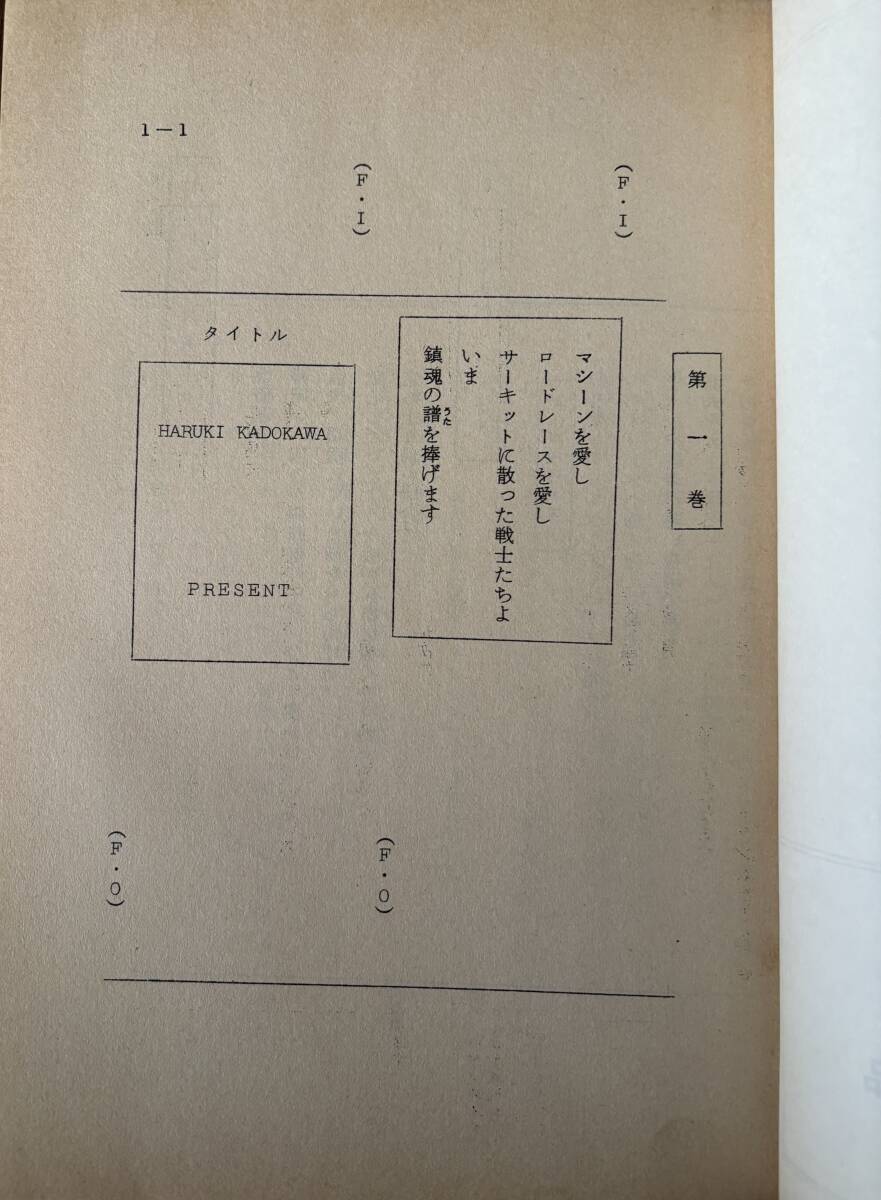 1－1
第一巻
(F・I)
マシーンを愛し
ロードレースを愛し
サーキットに散った戦士たちよ
いま
鎮魂の譜を捧げます
うた
(F・O)
(F・I)
タイトル
HARUKI KADOKAWA
PRESENT
(F・O)